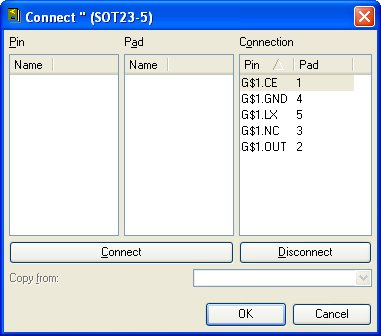 Connect '' (SOT23-5)
Pin Pad Connection
Name Name Pin Pad
G$1.CE 1
G$1.GND 4
G$1.LX 5
G$1.NC 3
G$1.OUT 2
Connect Disconnect
Copy from:
OK Cancel